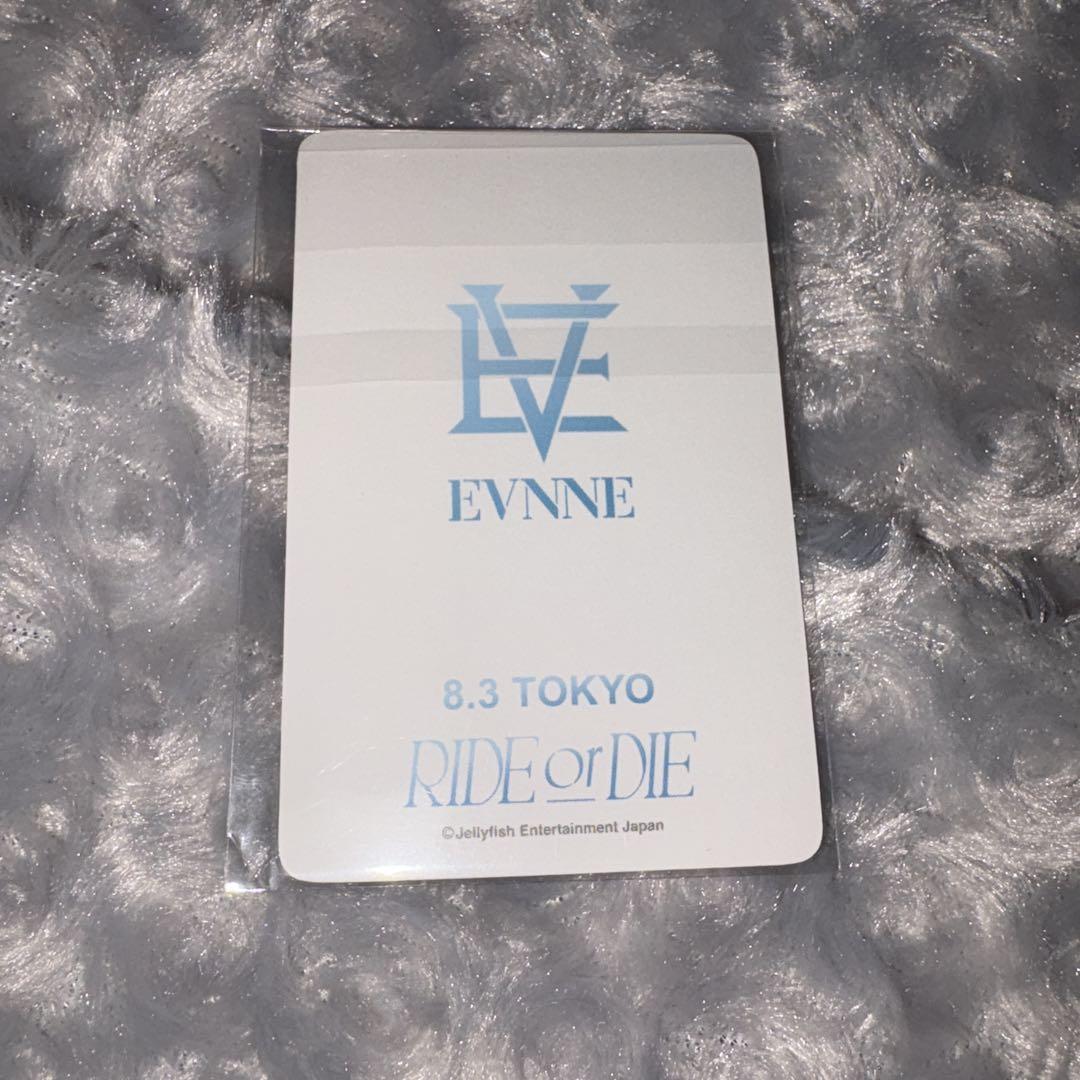 EVNNE
8.3 TOKYO
RIDE or DIE
©Jellyfish Entertainment Japan